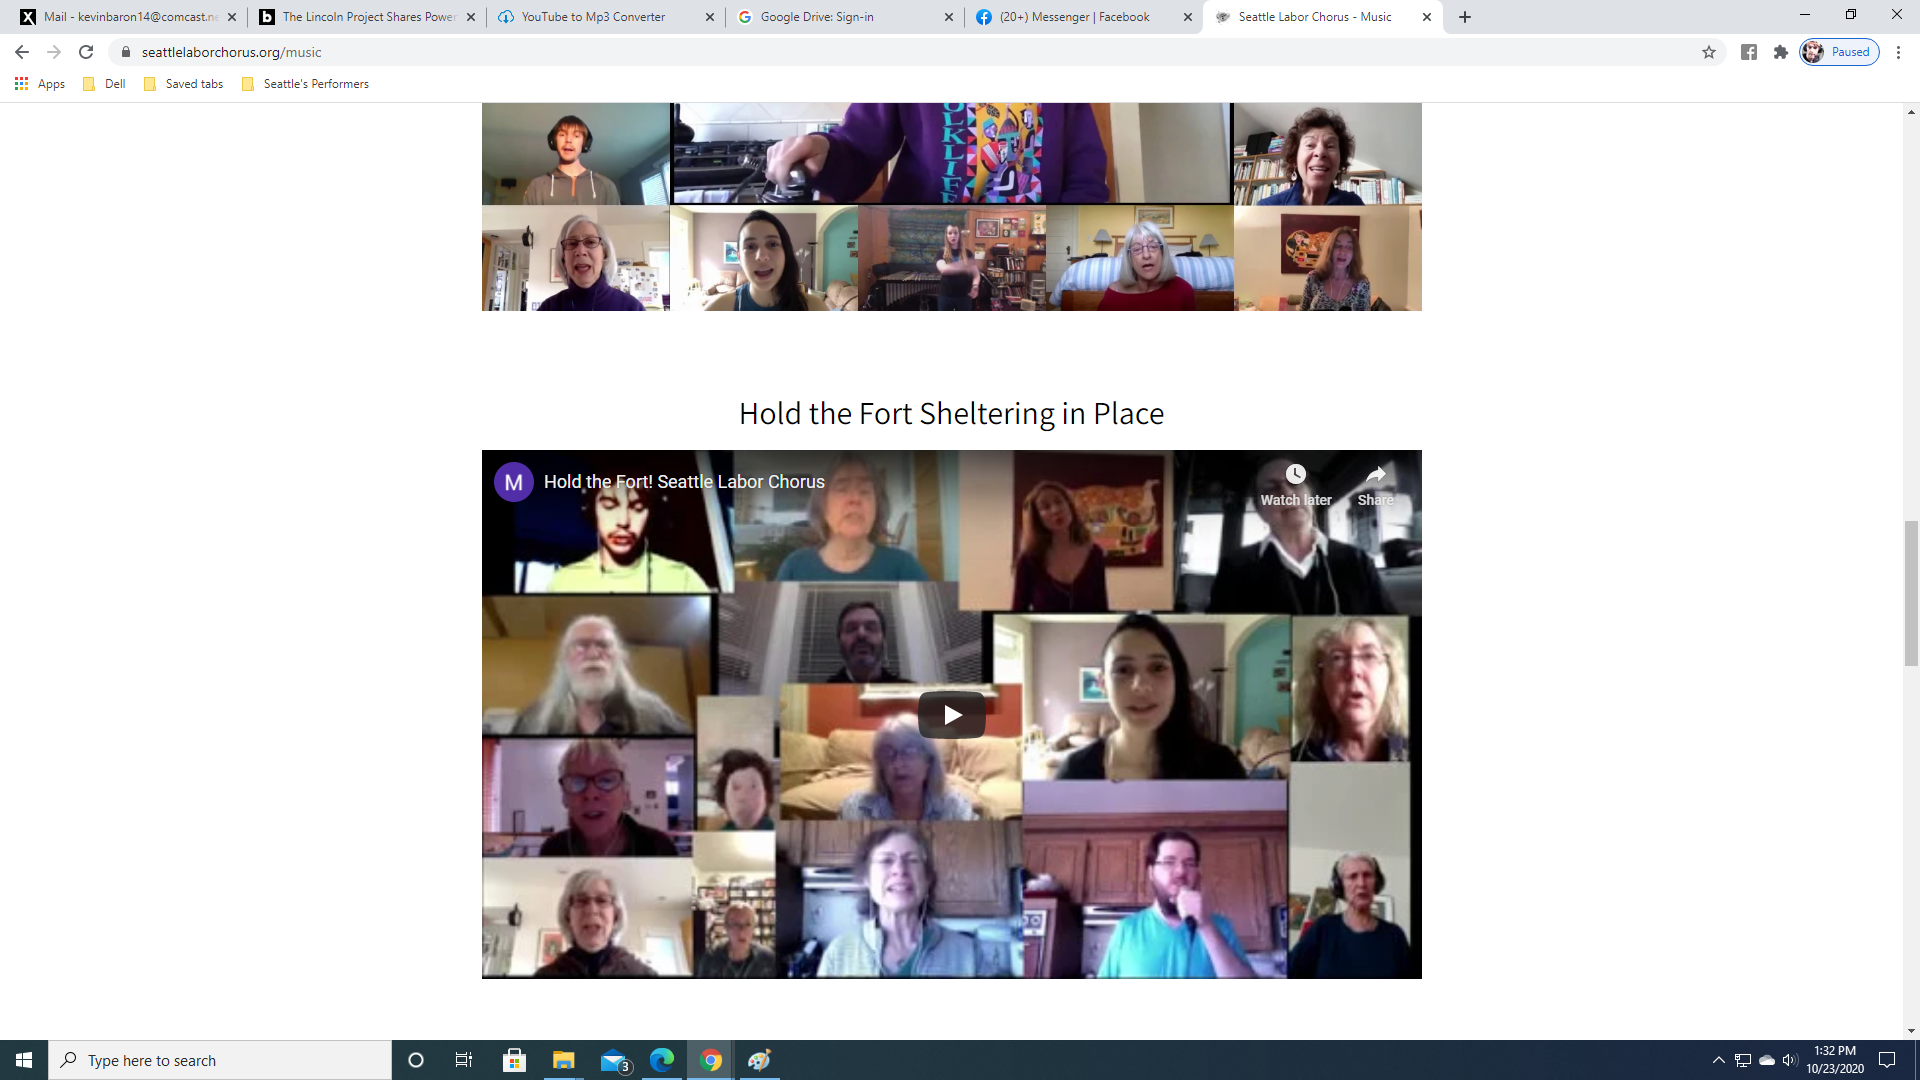 Mail - kevinbaron14@comcast.ne
The Lincoln Project Shares Power
YouTube to Mp3 Converter
Google Drive: Sign-in
(20+) Messenger | Facebook
Seattle Labor Chorus - Music
seattlelaborchorus.org/music
Paused
Apps
Dell
Saved tabs
Seattle's Performers
OLKLIFE
Hold the Fort Sheltering in Place
M
Hold the Fort! Seattle Labor Chorus
Watch later
Share
Type here to search
3
1:32 PM
10/23/2020